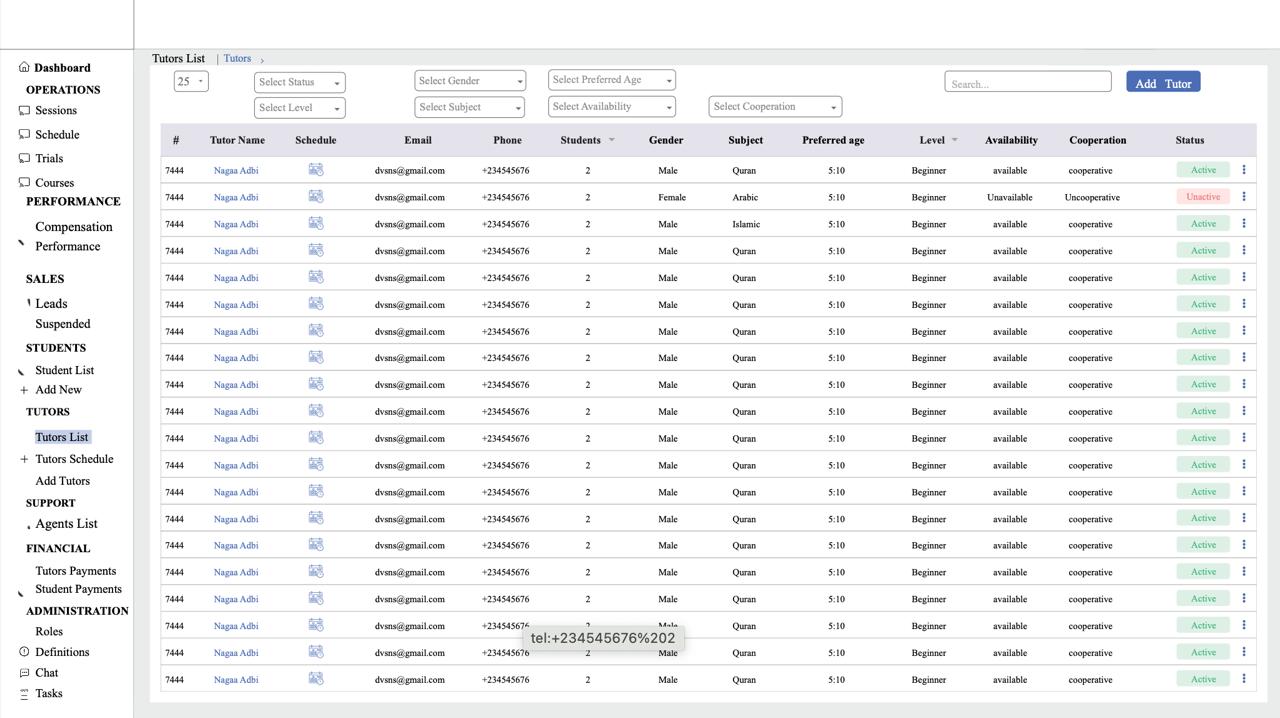 Dashboard
OPERATIONS
Sessions
Schedule
Trials
Courses
PERFORMANCE
Compensation
Performance
SALES
Leads
Suspended
STUDENTS
Student List
+ Add New
TUTORS
Tutors List
+ Tutors Schedule
Add Tutors
SUPPORT
Agents List
FINANCIAL
Tutors Payments
Student Payments
ADMINISTRATION
Roles
Definitions
Chat
Tasks
Tutors List | Tutors ›
25 Select Status Select Gender Select Preferred Age Search... Add Tutor
Select Level Select Subject Select Availability Select Cooperation
# Tutor Name Schedule Email Phone Students Gender Subject Preferred age Level Availability Cooperation Status
7444 Nagaa Adbi dvsns@gmail.com +234545676 2 Male Quran 5:10 Beginner available cooperative Active
7444 Nagaa Adbi dvsns@gmail.com +234545676 2 Female Arabic 5:10 Beginner Unavailable Uncooperative Unactive
7444 Nagaa Adbi dvsns@gmail.com +234545676 2 Male Islamic 5:10 Beginner available cooperative Active
7444 Nagaa Adbi dvsns@gmail.com +234545676 2 Male Quran 5:10 Beginner available cooperative Active
7444 Nagaa Adbi dvsns@gmail.com +234545676 2 Male Quran 5:10 Beginner available cooperative Active
7444 Nagaa Adbi dvsns@gmail.com +234545676 2 Male Quran 5:10 Beginner available cooperative Active
7444 Nagaa Adbi dvsns@gmail.com +234545676 2 Male Quran 5:10 Beginner available cooperative Active
7444 Nagaa Adbi dvsns@gmail.com +234545676 2 Male Quran 5:10 Beginner available cooperative Active
7444 Nagaa Adbi dvsns@gmail.com +234545676 2 Male Quran 5:10 Beginner available cooperative Active
7444 Nagaa Adbi dvsns@gmail.com +234545676 2 Male Quran 5:10 Beginner available cooperative Active
7444 Nagaa Adbi dvsns@gmail.com +234545676 2 Male Quran 5:10 Beginner available cooperative Active
7444 Nagaa Adbi dvsns@gmail.com +234545676 2 Male Quran 5:10 Beginner available cooperative Active
7444 Nagaa Adbi dvsns@gmail.com +234545676 2 Male Quran 5:10 Beginner available cooperative Active
7444 Nagaa Adbi dvsns@gmail.com +234545676 2 Male Quran 5:10 Beginner available cooperative Active
7444 Nagaa Adbi dvsns@gmail.com +234545676 2 Male Quran 5:10 Beginner available cooperative Active
7444 Nagaa Adbi dvsns@gmail.com +234545676 2 Male Quran 5:10 Beginner available cooperative Active
7444 Nagaa Adbi dvsns@gmail.com +234545676 2 Male Quran 5:10 Beginner available cooperative Active
7444 Nagaa Adbi dvsns@gmail.com +234545676 Male Quran 5:10 Beginner available cooperative Active
tel:+234545676%202
7444 Nagaa Adbi dvsns@gmail.com +234545676 2 Male Quran 5:10 Beginner available cooperative Active
7444 Nagaa Adbi dvsns@gmail.com +234545676 2 Male Quran 5:10 Beginner available cooperative Active